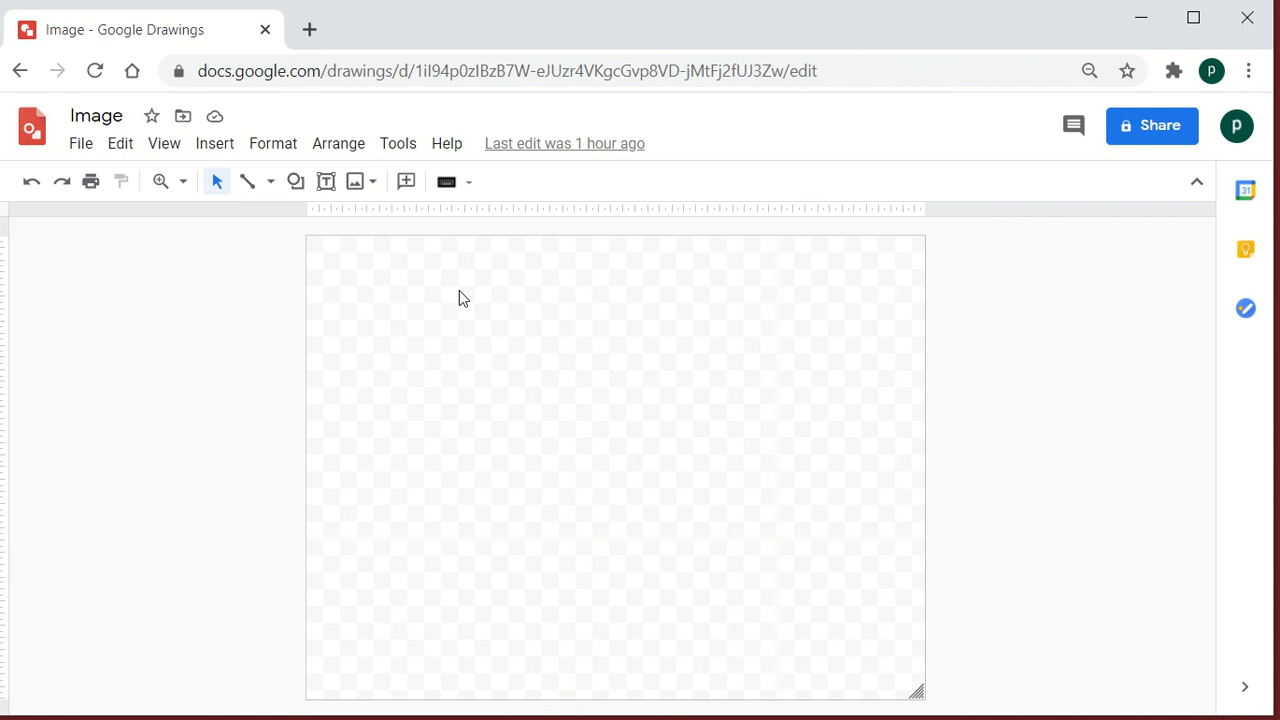 Image - Google Drawings
docs.google.com/drawings/d/1iI94p0zIBzB7W-eJUzr4VKgcGvp8VD-jMtFj2fUJ3Zw/edit
P
Image
File Edit View Insert Format Arrange Tools Help Last edit was 1 hour ago
Share
P
31